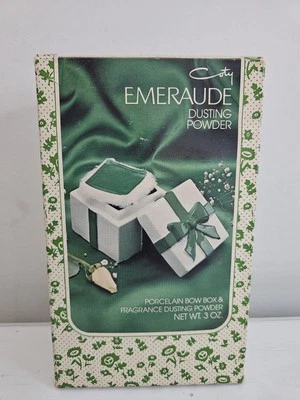 Coty
EMERAUDE
DUSTING
POWDER
PORCELAIN BOW BOX &
FRAGRANCE DUSTING POWDER
NET WT. 3 OZ.